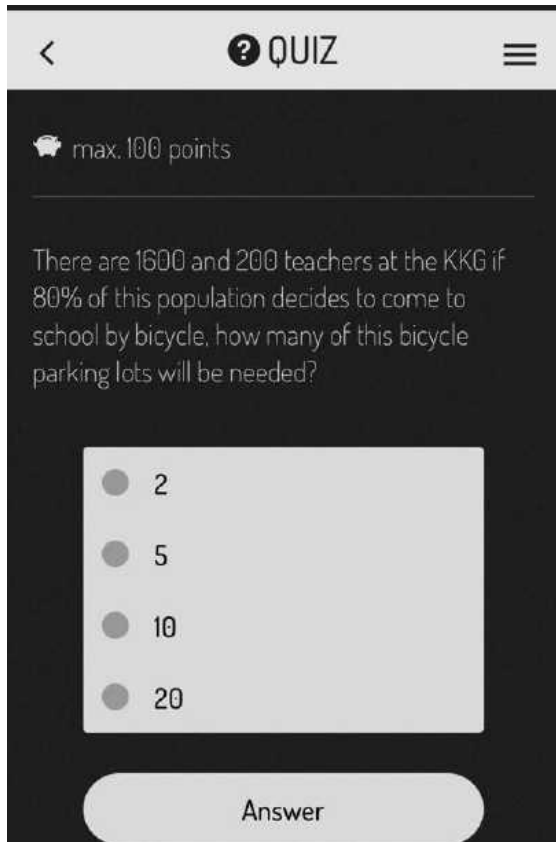 QUIZ
max. 100 points
There are 1600 and 200 teachers at the KKG if
80% of this population decides to come to
school by bicycle, how many of this bicycle
parking lots will be needed?
2
5
10
20
Answer